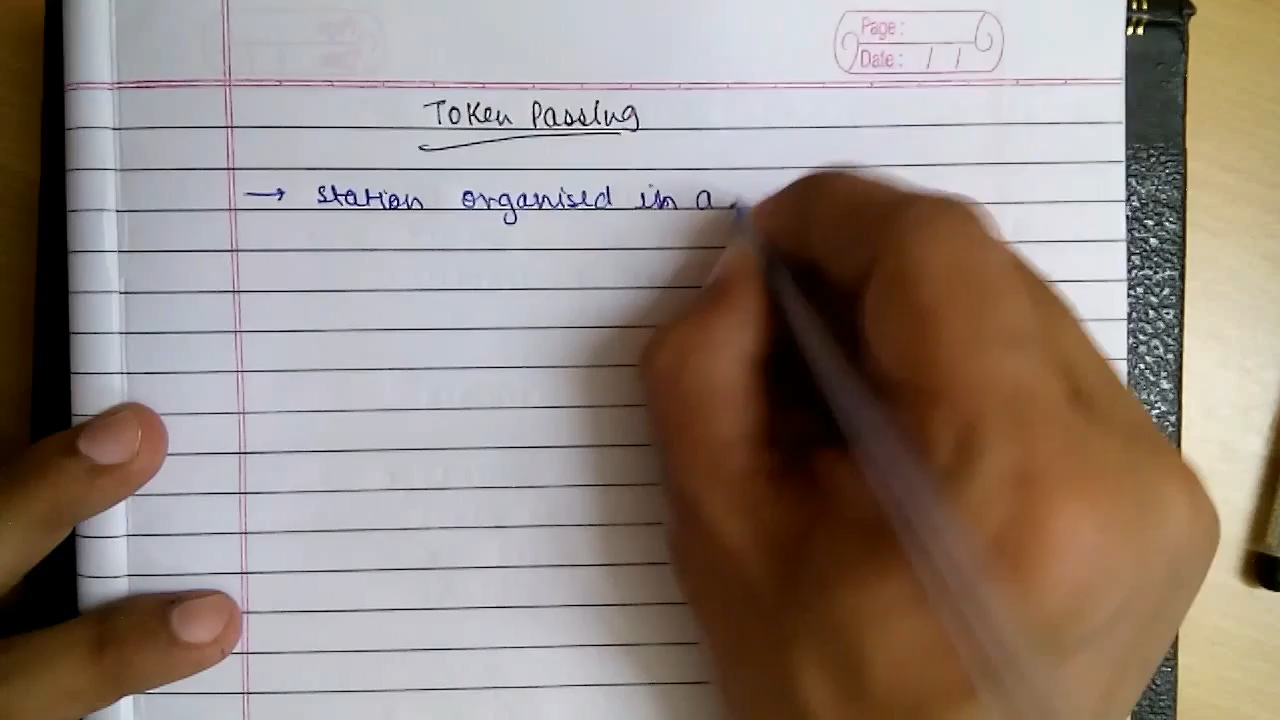 Page:
Date: / /
Token Passing
→ station organised in a